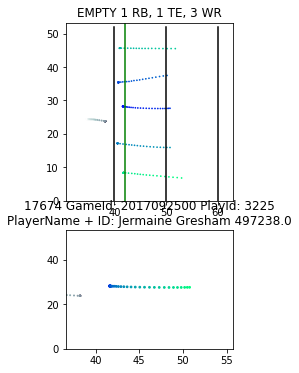 EMPTY 1 RB, 1 TE, 3 WR
50
40
30
20
10
0
40 50 60
17674 GameId: 2017092500 PlayId: 3225
PlayerName + ID: Jermaine Gresham 497238.0
40
20
0
40 45 50 55